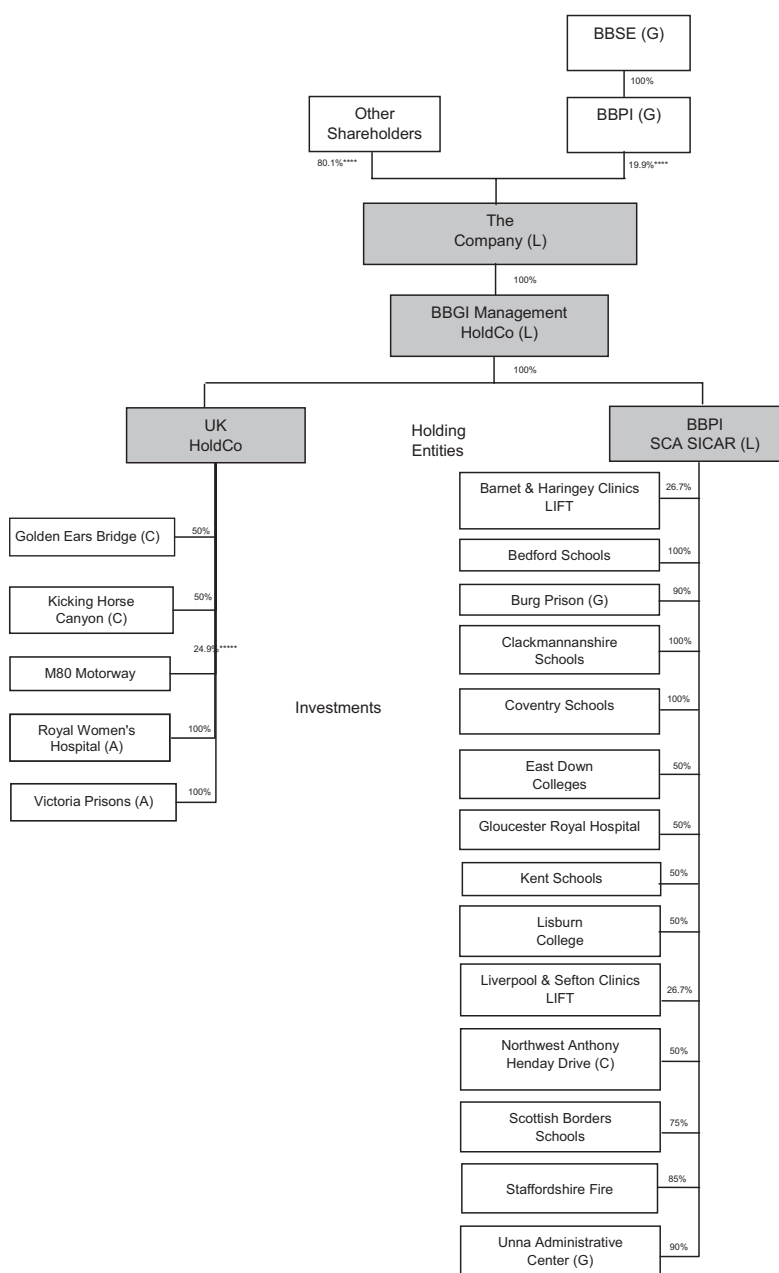 BBSE (G)
100%
Other
Shareholders
BBPI (G)
80.1%****
19.9%****
The
Company (L)
100%
BBGI Management
HoldCo (L)
100%
UK
HoldCo
Holding
Entities
BBPI
SCA SICAR (L)
Golden Ears Bridge (C)
50%
Kicking Horse
Canyon (C)
50%
24.9%*****
M80 Motorway
Royal Women's
Hospital (A)
100%
Victoria Prisons (A)
100%
Investments
Barnet & Haringey Clinics
LIFT
26.7%
Bedford Schools
100%
Burg Prison (G)
90%
Clackmannanshire
Schools
100%
Coventry Schools
100%
East Down
Colleges
50%
Gloucester Royal Hospital
50%
Kent Schools
50%
Lisburn
College
50%
Liverpool & Sefton Clinics
LIFT
26.7%
Northwest Anthony
Henday Drive (C)
50%
Scottish Borders
Schools
75%
Staffordshire Fire
85%
Unna Administrative
Center (G)
90%